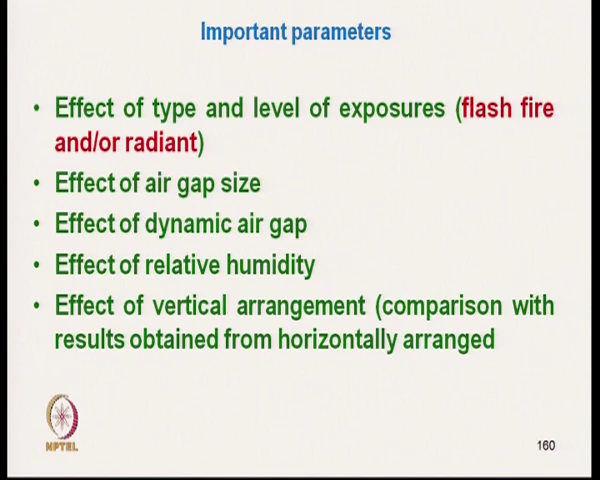 Important parameters
• Effect of type and level of exposures (flash fire
and/or radiant)
• Effect of air gap size
• Effect of dynamic air gap
• Effect of relative humidity
• Effect of vertical arrangement (comparison with
results obtained from horizontally arranged
NPTEL
160